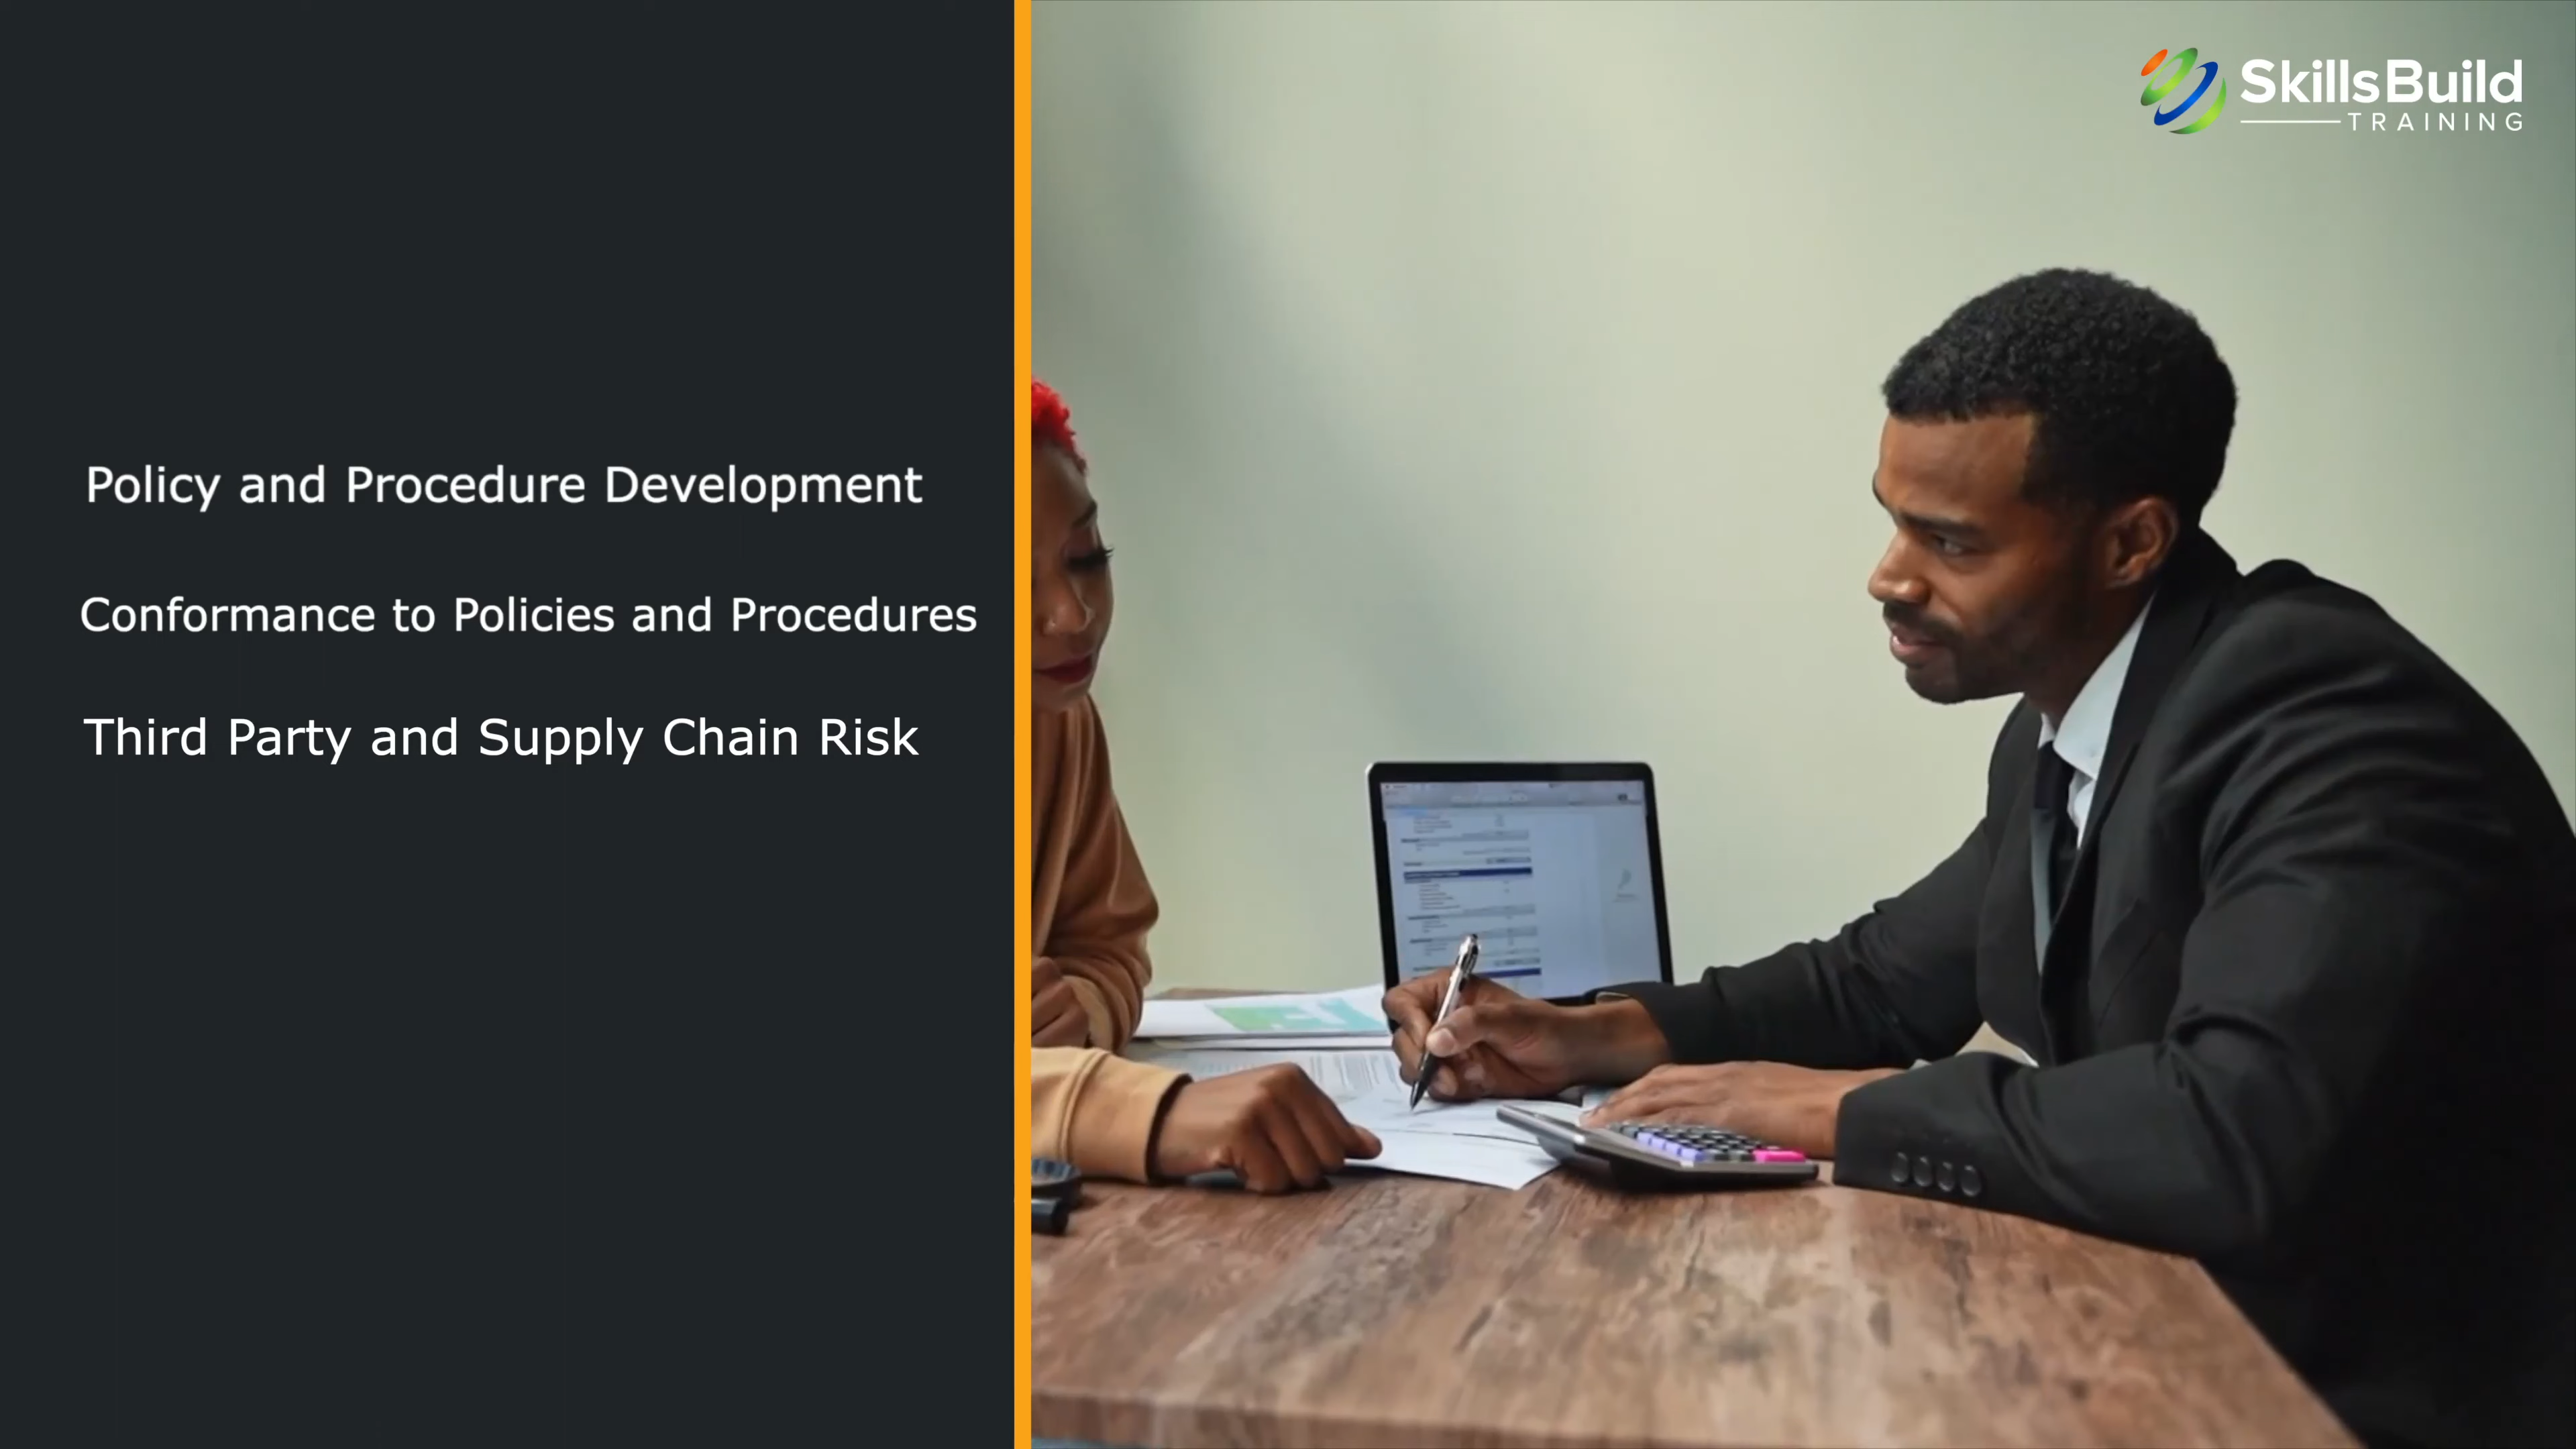 SkillsBuild
TRAINING
Policy and Procedure Development
Conformance to Policies and Procedures
Third Party and Supply Chain Risk